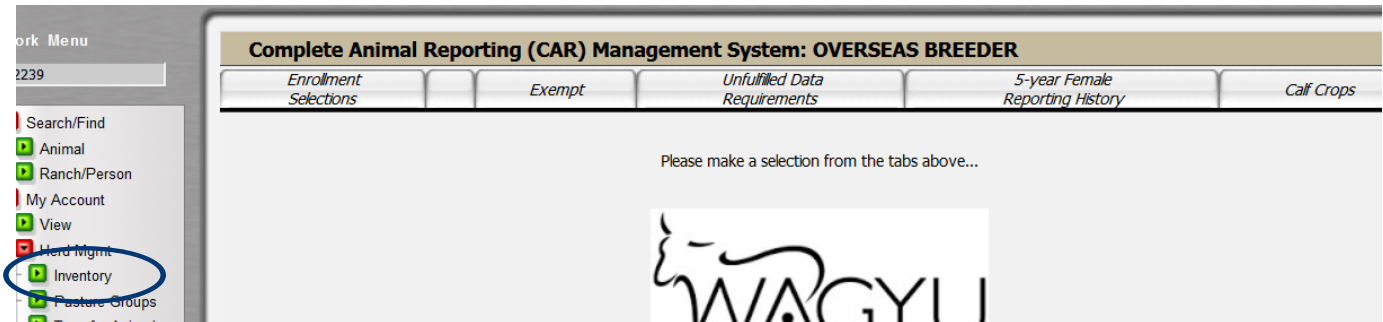 ork Menu
2239
Search/Find
Animal
Ranch/Person
My Account
View
Herd Mgmt
Inventory
Pasture Groups
Complete Animal Reporting (CAR) Management System: OVERSEAS BREEDER
Enrollment
Selections
Exempt
Unfulfilled Data
Requirements
5-year Female
Reporting History
Calf Crops
Please make a selection from the tabs above...
WAGYU